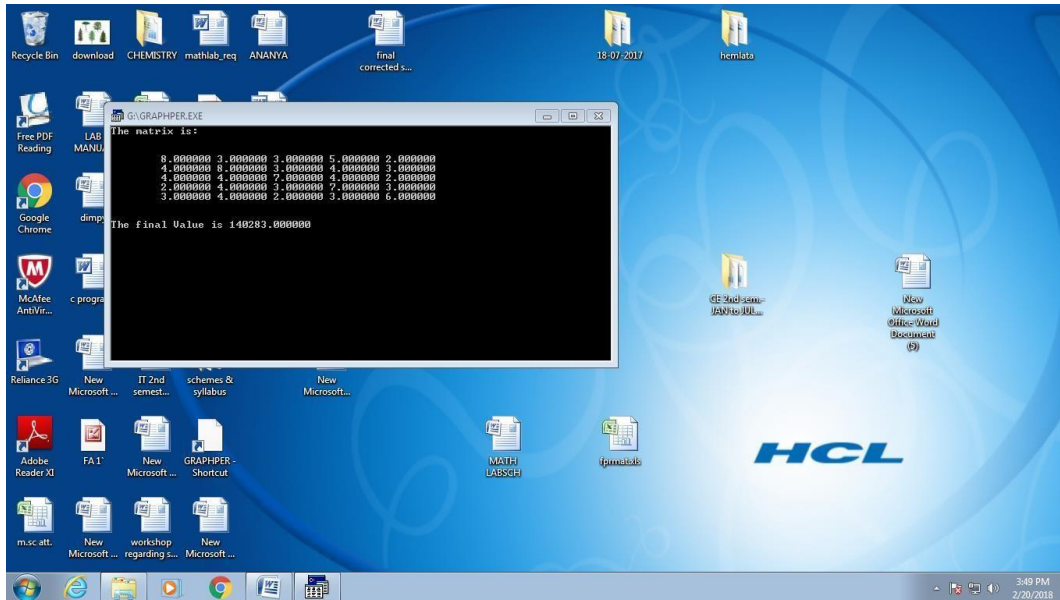 Recycle Bin
download
CHEMISTRY
mathlab_req
ANANYA
final
corrected s...
18-07-2017
hemlata
Free PDF
Reading
LAB
MANU
G:\GRAPHPER.EXE
The matrix is:
8.000000 3.000000 3.000000 5.000000 2.000000
4.000000 8.000000 3.000000 4.000000 3.000000
4.000000 4.000000 7.000000 4.000000 2.000000
2.000000 4.000000 3.000000 7.000000 3.000000
3.000000 4.000000 2.000000 3.000000 6.000000
The final Value is 140283.000000
Google
Chrome
dimp
McAfee
AntiVir...
c progra
CE 2nd sem.-
JAN to JUL...
New
Microsoft
Office Word
Document
(5)
Reliance 3G
New
Microsoft ...
IT 2nd
semest...
schemes &
syllabus
New
Microsoft...
Adobe
Reader XI
FA 1`
New
Microsoft ...
GRAPHPER -
Shortcut
MATH
LABSCH
fprmat.xls
HCL
m.sc att.
New
Microsoft ...
workshop
regarding s...
New
Microsoft ...
3:49 PM
2/20/2018